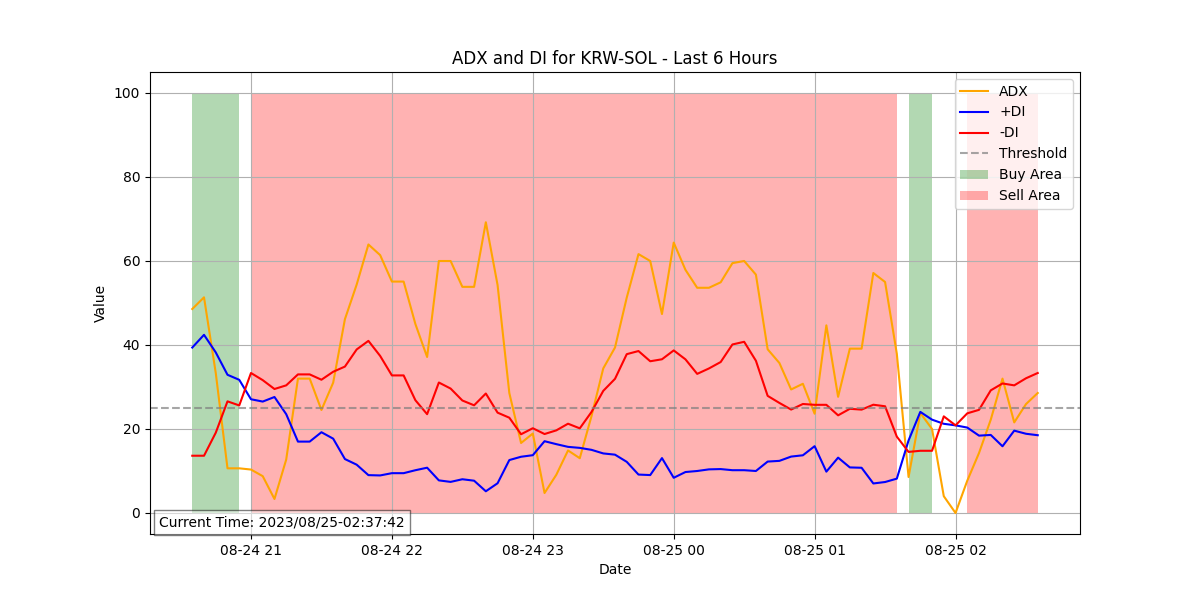 ADX and DI for KRW-SOL - Last 6 Hours
Value
100
80
60
40
20
0
ADX
+DI
-DI
Threshold
Buy Area
Sell Area
Current Time: 2023/08/25-02:37:42
08-24 21
08-24 22
08-24 23
08-25 00
08-25 01
08-25 02
Date